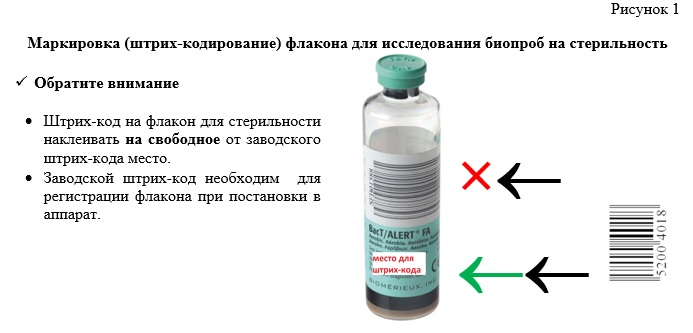 Рисунок 1
Маркировка (штрих-кодирование) флакона для исследования биопроб на стерильность
✓ Обратите внимание
• Штрих-код на флакон для стерильности
наклеивать на свободное от заводского
штрих-кода место.
• Заводской штрих-код необходим для
регистрации флакона при постановки в
аппарат.
BacT/ALERT® FA
место для
штрих-кода
BIOMÉRIEUX, INC
5200 4018